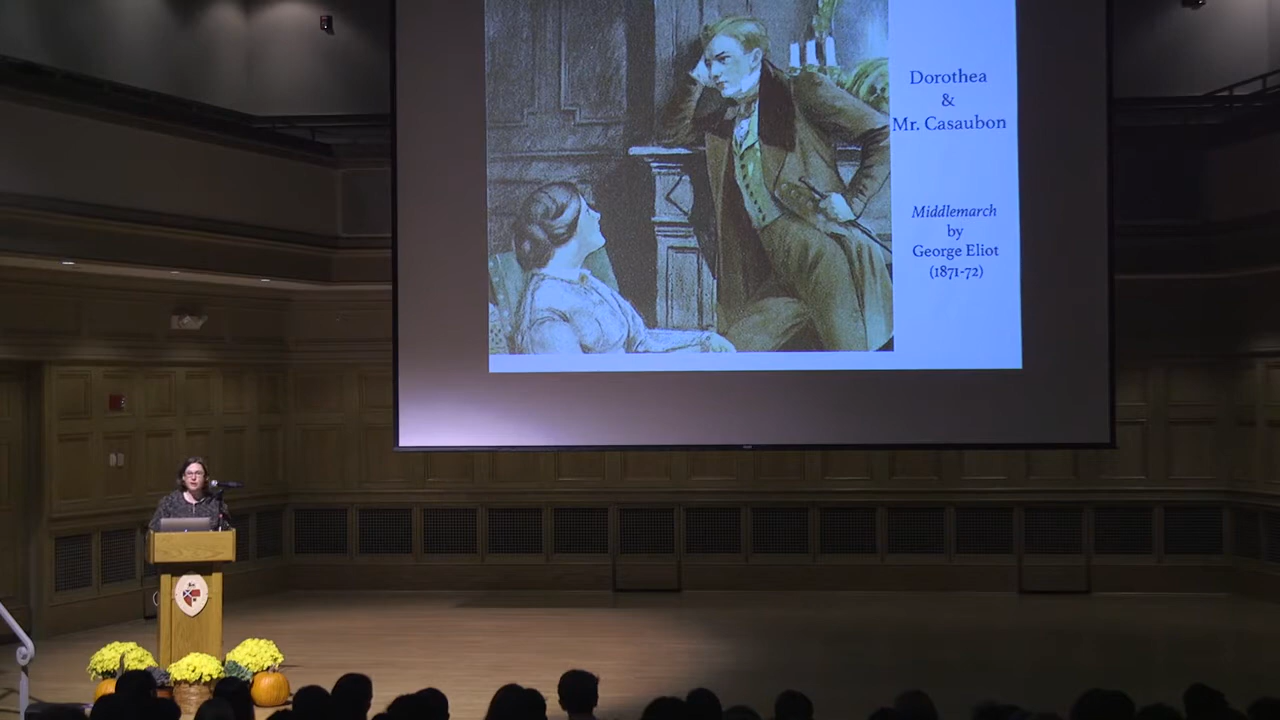 Dorothea
&
Mr. Casaubon
Middlemarch
by
George Eliot
(1871-72)